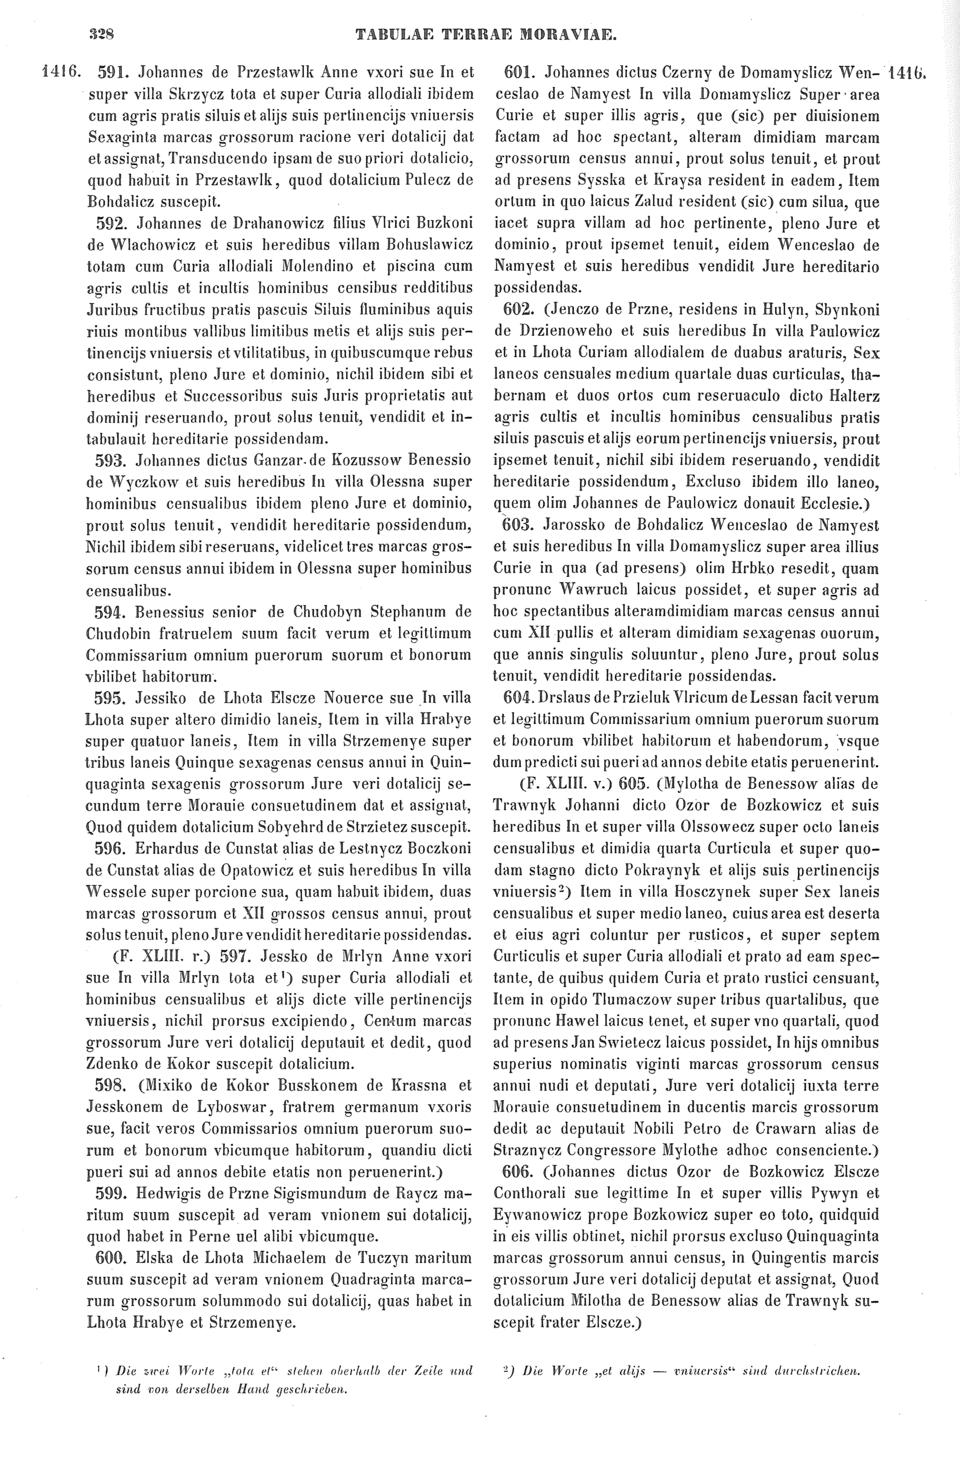 328
TABULAE TERRAE MORAVIAE.
1416. 591. Johannes de Przestawlk Anne vxori sue In et
super villa Skrzycz tota et super Curia allodiali ibidem
cum agris pratis siluis et alijs suis pertinencijs vniuersis
Sexaginta marcas grossorum racione veri dotalicij dat
et assignat, Transducendo ipsam de suo priori dotalicio,
quod habuit in Przestawlk, quod dotalicium Pulecz de
Bohdalicz suscepit.
592. Johannes de Drahanowicz filius Vlrici Buzkoni
de Wlachowicz et suis heredibus villam Bohuslawicz
totam cum Curia allodiali Molendino et piscina cum
agris cultis et incultis hominibus censibus redditibus
Juribus fructibus pratis pascuis Siluis fluminibus aquis
riuis montibus vallibus limitibus metis et alijs suis per-
tinencijs vniuersis et vtilitatibus, in quibuscumque rebus
consistunt, pleno Jure et dominio, nichil ibidem sibi et
heredibus et Successoribus suis Juris proprietatis aut
dominij reseruando, prout solus tenuit, vendidit et in-
tabulauit hereditarie possidendam.
593. Johannes dictus Ganzar de Kozussow Benessio
de Wyczkow et suis heredibus In villa Olessna super
hominibus censualibus ibidem pleno Jure et dominio,
prout solus tenuit, vendidit hereditarie possidendum,
Nichil ibidem sibi reseruans, videlicet tres marcas gros-
sorum census annui ibidem in Olessna super hominibus
censualibus.
594. Benessius senior de Chudobyn Stephanum de
Chudobin fratruelem suum facit verum et legittimum
Commissarium omnium puerorum suorum et bonorum
vbilibet habitorum.
595. Jessiko de Lhota Elscze Nouerce sue In villa
Lhota super altero dimidio laneis, Item in villa Hrabye
super quatuor laneis, Item in villa Strzemenye super
tribus laneis Quinque sexagenas census annui in Quin-
quaginta sexagenis grossorum Jure veri dotalicij se-
cundum terre Morauie consuetudinem dat et assignat,
Quod quidem dotalicium Sobyehrd de Strzietez suscepit.
596. Erhardus de Cunstat alias de Lestnycz Boczkoni
de Cunstat alias de Opatowicz et suis heredibus In villa
Wessele super porcione sua, quam habuit ibidem, duas
marcas grossorum et XII grossos census annui, prout
solus tenuit, pleno Jure vendidit hereditarie possidendas.
(F. XLIII. r.) 597. Jessko de Mrlyn Anne vxori
sue In villa Mrlyn tota et¹) super Curia allodiali et
hominibus censualibus et alijs dicte ville pertinencijs
vniuersis, nichil prorsus excipiendo, Centum marcas
grossorum Jure veri dotalicij deputauit et dedit, quod
Zdenko de Kokor suscepit dotalicium.
598. (Mixiko de Kokor Busskonem de Krassna et
Jesskonem de Lyboswar, fratrem germanum vxoris
sue, facit veros Commissarios omnium puerorum suo-
rum et bonorum vbicumque habitorum, quandiu dicti
pueri sui ad annos debite etatis non peruenerint.)
599. Hedwigis de Przne Sigismundum de Raycz ma-
ritum suum suscepit ad veram vnionem sui dotalicij,
quod habet in Perne uel alibi vbicumque.
600. Elska de Lhota Michaelem de Tuczyn maritum
suum suscepit ad veram vnionem Quadraginta marca-
rum grossorum solummodo sui dotalicij, quas habet in
Lhota Hrabye et Strzemenye.
¹) Die zwei Worte „tota et“ stehen oberhalb der Zeile und
sind von derselben Hand geschrieben.
601. Johannes dictus Czerny de Domamyslicz Wen- 1416.
ceslao de Namyest In villa Domamyslicz Super area
Curie et super illis agris, que (sic) per diuisionem
factam ad hoc spectant, alteram dimidiam marcam
grossorum census annui, prout solus tenuit, et prout
ad presens Sysska et Kraysa resident in eadem, Item
ortum in quo laicus Zalud resident (sic) cum silua, que
iacet supra villam ad hoc pertinente, pleno Jure et
dominio, prout ipsemet tenuit, eidem Wenceslao de
Namyest et suis heredibus vendidit Jure hereditario
possidendas.
602. (Jenczo de Przne, residens in Hulyn, Sbynkoni
de Drzienoweho et suis heredibus In villa Paulowicz
et in Lhota Curiam allodialem de duabus araturis, Sex
laneos censuales medium quartale duas curticulas, tha-
bernam et duos ortos cum reseruaculo dicto Halterz
agris cultis et incultis hominibus censualibus pratis
siluis pascuis et alijs eorum pertinencijs vniuersis, prout
ipsemet tenuit, nichil sibi ibidem reseruando, vendidit
hereditarie possidendum, Excluso ibidem illo laneo,
quem olim Johannes de Paulowicz donauit Ecclesie.)
603. Jarossko de Bohdalicz Wenceslao de Namyest
et suis heredibus In villa Domamyslicz super area illius
Curie in qua (ad presens) olim Hrbko resedit, quam
pronunc Wawruch laicus possidet, et super agris ad
hoc spectantibus alteramdimidiam marcas census annui
cum XII pullis et alteram dimidiam sexagenas ouorum,
que annis singulis soluuntur, pleno Jure, prout solus
tenuit, vendidit hereditarie possidendas.
604. Drslaus de Przieluk Vlricum de Lessan facit verum
et legittimum Commissarium omnium puerorum suorum
et bonorum vbilibet habitorum et habendorum, vsque
dum predicti sui pueri ad annos debite etatis peruenerint.
(F. XLIII. v.) 605. (Mylotha de Benessow alias de
Trawnyk Johanni dicto Ozor de Bozkowicz et suis
heredibus In et super villa Olssowecz super octo laneis
censualibus et dimidia quarta Curticula et super quo-
dam stagno dicto Pokraynyk et alijs suis pertinencijs
vniuersis²) Item in villa Hosczynek super Sex laneis
censualibus et super medio laneo, cuius area est deserta
et eius agri coluntur per rusticos, et super septem
Curticulis et super Curia allodiali et prato ad eam spec-
tante, de quibus quidem Curia et prato rustici censuant,
Item in opido Tlumaczow super tribus quartalibus, que
pronunc Hawel laicus tenet, et super vno quartali, quod
ad presens Jan Swietecz laicus possidet, In hijs omnibus
superius nominatis viginti marcas grossorum census
annui nudi et deputati, Jure veri dotalicij iuxta terre
Morauie consuetudinem in ducentis marcis grossorum
dedit ac deputauit Nobili Petro de Crawarn alias de
Straznycz Congressore Mylothe adhoc consenciente.)
606. (Johannes dictus Ozor de Bozkowicz Elscze
Conthorali sue legittime In et super villis Pywyn et
Eywanowicz prope Bozkowicz super eo toto, quidquid
in eis villis obtinet, nichil prorsus excluso Quinquaginta
marcas grossorum annui census, in Quingentis marcis
grossorum Jure veri dotalicij deputat et assignat, Quod
dotalicium Milotha de Benessow alias de Trawnyk su-
scepit frater Elscze.)
²) Die Worte „et alijs — vniuersis“ sind durchstrichen.